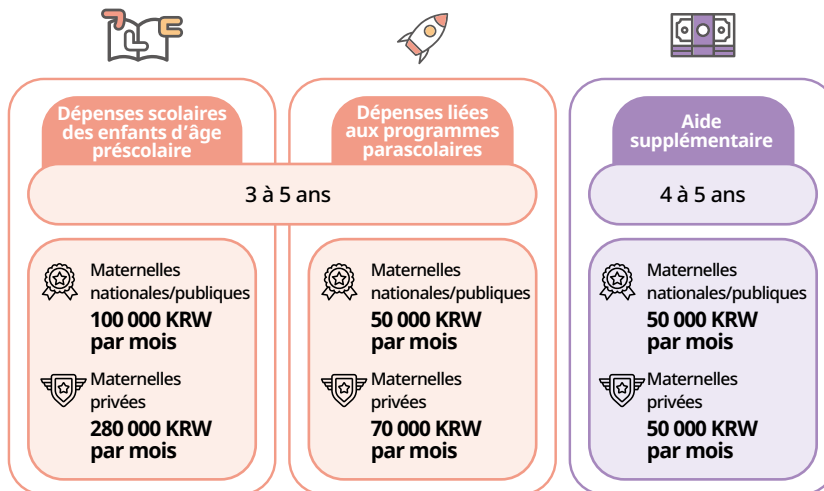 Dépenses scolaires
des enfants d'âge
préscolaire
Dépenses liées
aux programmes
parascolaires
3 à 5 ans
Maternelles
nationales/publiques
100 000 KRW
par mois
Maternelles
privées
280 000 KRW
par mois
Maternelles
nationales/publiques
50 000 KRW
par mois
Maternelles
privées
70 000 KRW
par mois
Aide
supplémentaire
4 à 5 ans
Maternelles
nationales/publiques
50 000 KRW
par mois
Maternelles
privées
50 000 KRW
par mois